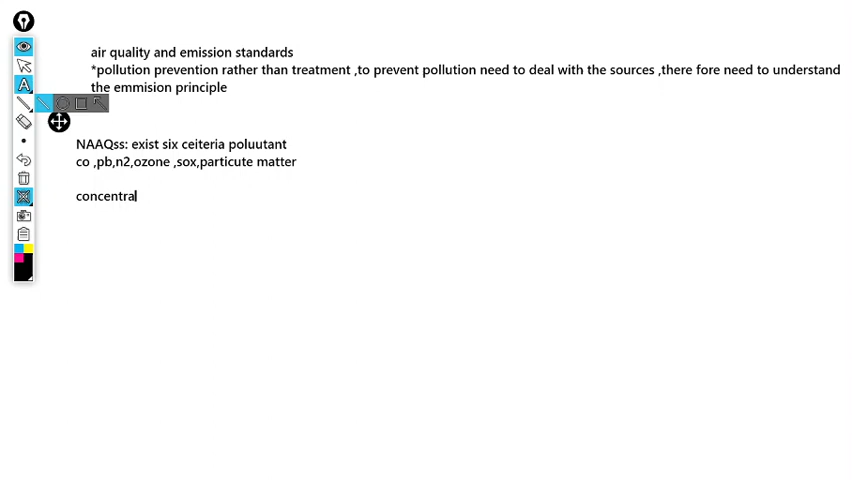 air quality and emission standards
*pollution prevention rather than treatment ,to prevent pollution need to deal with the sources ,there fore need to understand
the emmision principle
NAAQss: exist six ceiteria poluutant
co ,pb,n2,ozone ,sox,particute matter
concentra